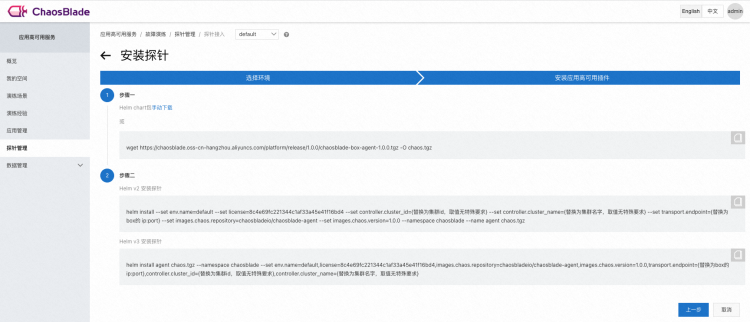 ChaosBlade
English 中文 admin
应用高可用服务
应用高可用服务 / 故障演练 / 探针管理 / 探针接入 default
概览
我的空间
演练场景
演练经验
应用管理
探针管理
数据管理
← 安装探针
选择环境
安装应用高可用插件
1 步骤一
Helm chart包手动下载
或
wget https://chaosblade.oss-cn-hangzhou.aliyuncs.com/platform/release/1.0.0/chaosblade-box-agent-1.0.0.tgz -O chaos.tgz
2 步骤二
Helm v2 安装探针
helm install --set env.name=default --set license=8c4e69fc221344c1af33a45e41f16bd4 --set controller.cluster_id={替换为集群id，取值无特殊要求} --set controller.cluster_name={替换为集群名字，取值无特殊要求} --set transport.endpoint={替换为
box的 ip:port} --set images.chaos.repository=chaosbladeio/chaosblade-agent --set images.chaos.version=1.0.0 --namespace chaosblade --name agent chaos.tgz
Helm v3 安装探针
helm install agent chaos.tgz --namespace chaosblade --set env.name=default,license=8c4e69fc221344c1af33a45e41f16bd4,images.chaos.repository=chaosbladeio/chaosblade-agent,images.chaos.version=1.0.0,transport.endpoint={替换为box的
ip:port},controller.cluster_id={替换为集群id，取值无特殊要求},controller.cluster_name={替换为集群名字，取值无特殊要求}
上一步
取消